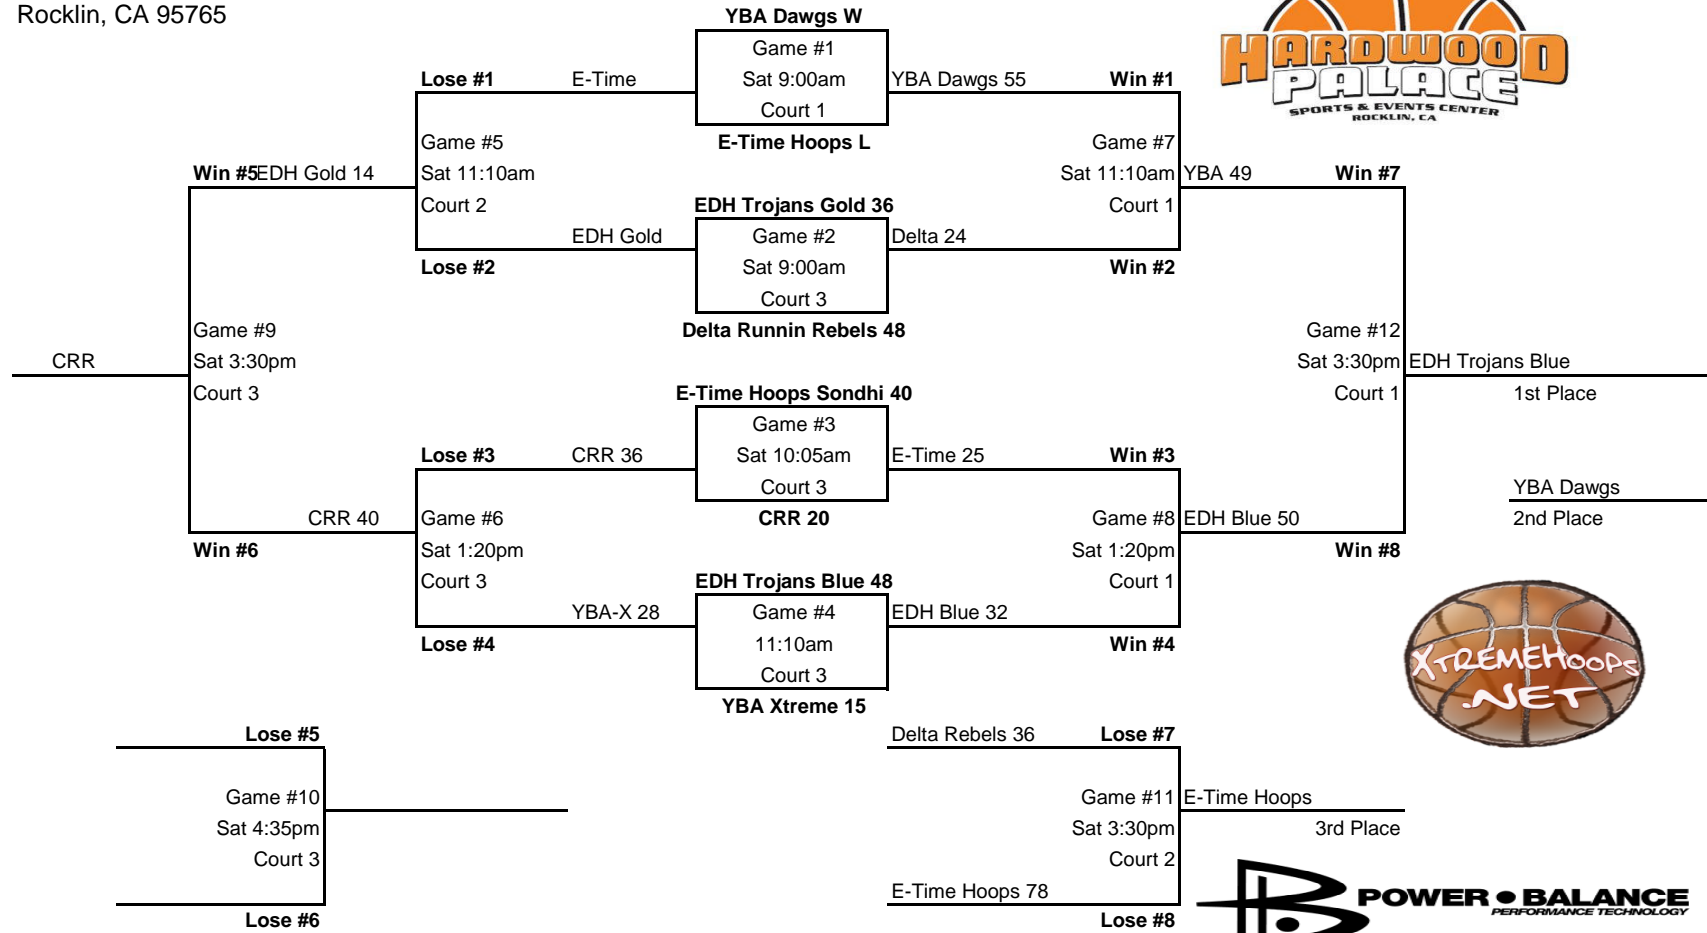 Rocklin, CA 95765
YBA Dawgs W
Game #1
Lose #1 E-Time Sat 9:00am YBA Dawgs 55 Win #1
Court 1
Game #5 E-Time Hoops L Game #7
Win #5EDH Gold 14 Sat 11:10am Sat 11:10am YBA 49 Win #7
Court 2 EDH Trojans Gold 36 Court 1
EDH Gold Game #2 Delta 24
Lose #2 Sat 9:00am Win #2
Court 3
Game #9 Delta Runnin Rebels 48 Game #12
CRR Sat 3:30pm Sat 3:30pm EDH Trojans Blue
Court 3 E-Time Hoops Sondhi 40 Court 1 1st Place
Game #3
Lose #3 CRR 36 Sat 10:05am E-Time 25 Win #3
Court 3 YBA Dawgs
CRR 40 Game #6 CRR 20 Game #8 EDH Blue 50 2nd Place
Win #6 Sat 1:20pm Sat 1:20pm Win #8
Court 3 EDH Trojans Blue 48 Court 1
YBA-X 28 Game #4 EDH Blue 32
Lose #4 11:10am Win #4
Court 3
YBA Xtreme 15
Lose #5 Delta Rebels 36 Lose #7
Game #10 Game #11 E-Time Hoops
Sat 4:35pm Sat 3:30pm 3rd Place
Court 3 Court 2
E-Time Hoops 78
Lose #6 Lose #8
HARDWOOD
PALACE
SPORTS & EVENTS CENTER
ROCKLIN, CA
XTREMEHOOPS
.NET
POWER BALANCE
PERFORMANCE TECHNOLOGY